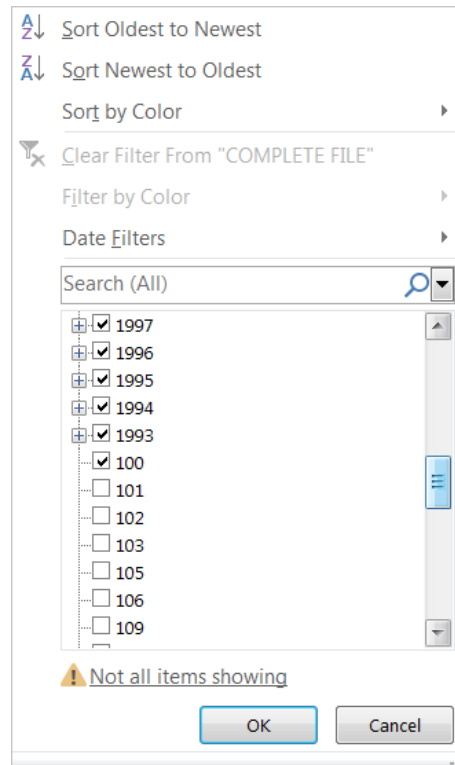 Sort Oldest to Newest
Sort Newest to Oldest
Sort by Color
Clear Filter From "COMPLETE FILE"
Filter by Color
Date Filters
Search (All)
1997
1996
1995
1994
1993
100
101
102
103
105
106
109
Not all items showing
OK Cancel